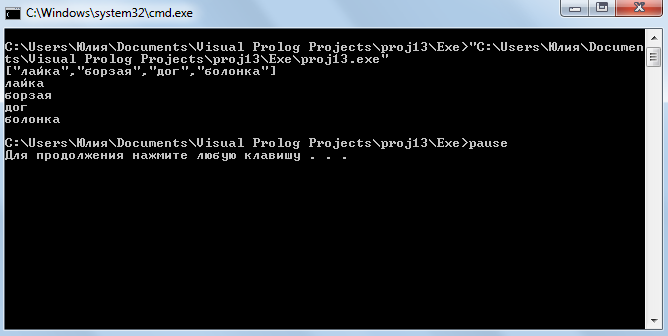 C:\Windows\system32\cmd.exe
C:\Users\Юлия\Documents\Visual Prolog Projects\proj13\Exe>"C:\Users\Юлия\Documen
ts\Visual Prolog Projects\proj13\Exe\proj13.exe"
["лайка","борзая","дог","болонка"]
лайка
борзая
дог
болонка
C:\Users\Юлия\Documents\Visual Prolog Projects\proj13\Exe>pause
Для продолжения нажмите любую клавишу . . .